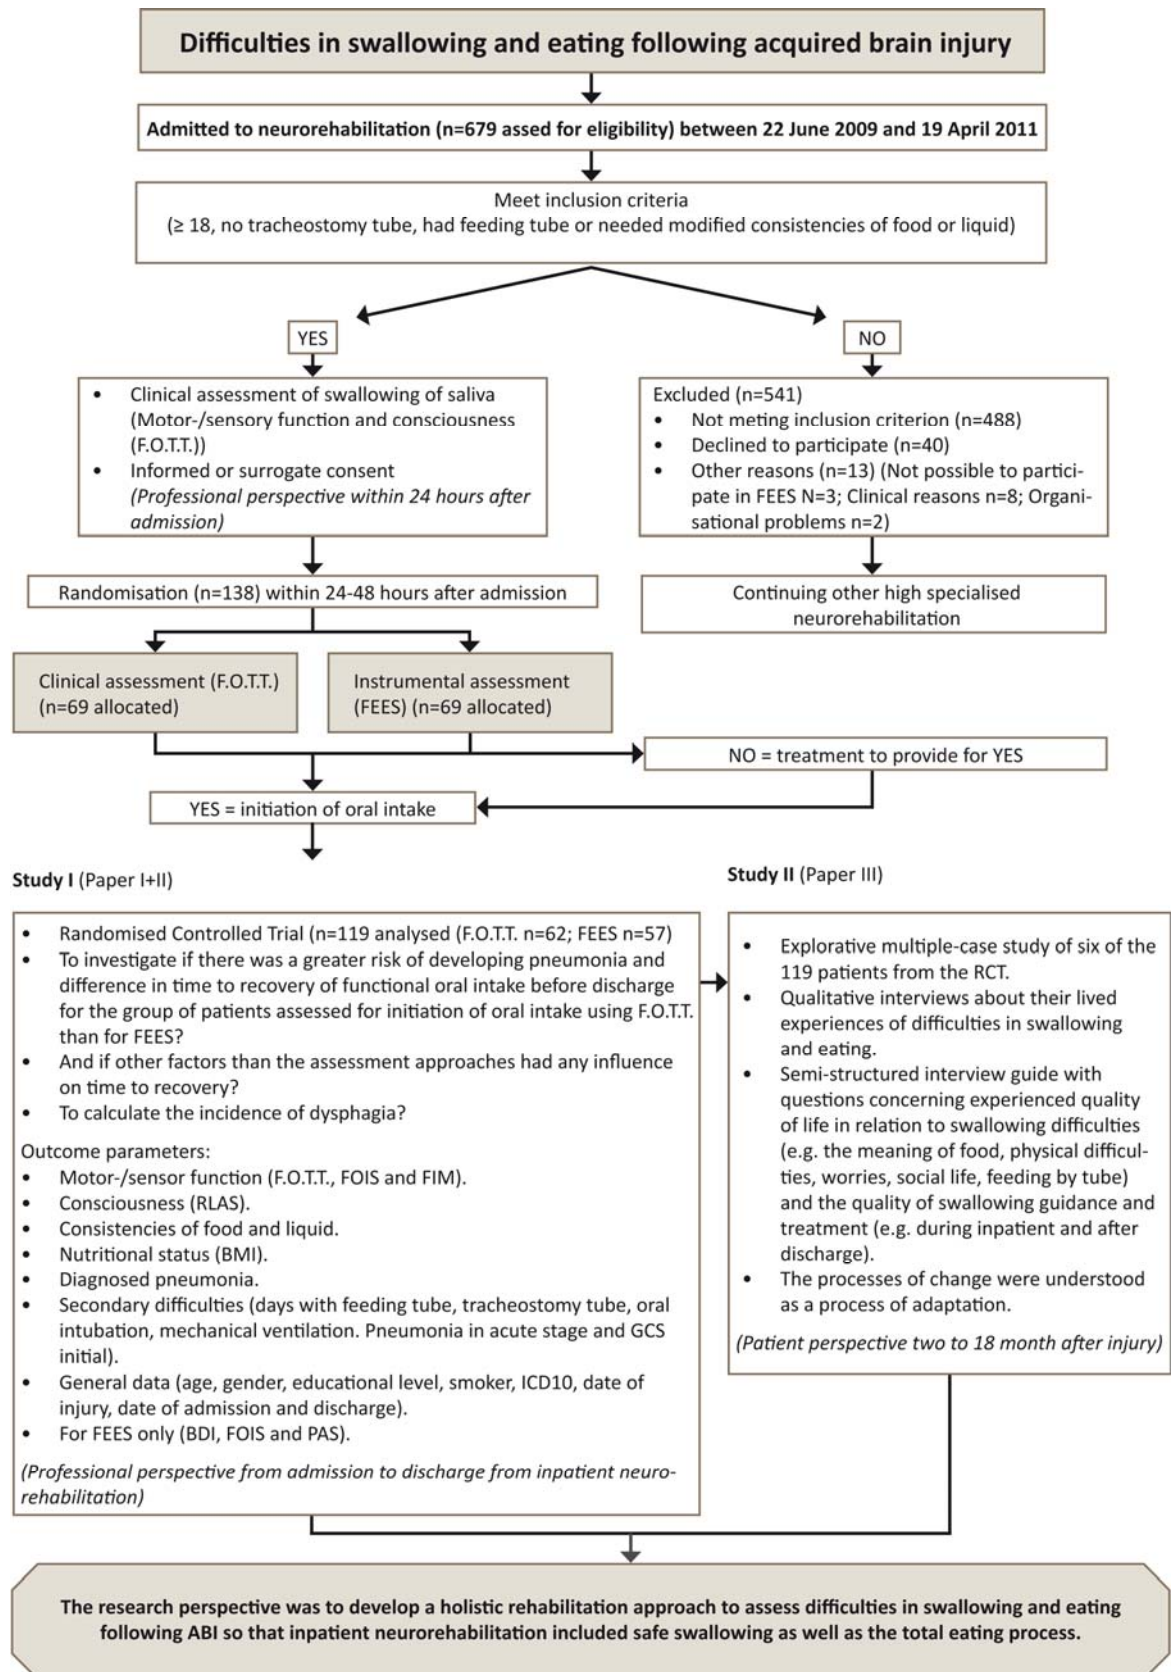 Difficulties in swallowing and eating following acquired brain injury
Admitted to neurorehabilitation (n=679 assed for eligibility) between 22 June 2009 and 19 April 2011
Meet inclusion criteria
(≥ 18, no tracheostomy tube, had feeding tube or needed modified consistencies of food or liquid)
YES
NO
• Clinical assessment of swallowing of saliva
(Motor-/sensory function and consciousness
(F.O.T.T.))
• Informed or surrogate consent
(Professional perspective within 24 hours after
admission)
Excluded (n=541)
• Not meting inclusion criterion (n=488)
• Declined to participate (n=40)
• Other reasons (n=13) (Not possible to partici-
pate in FEES N=3; Clinical reasons n=8; Organi-
sational problems n=2)
Randomisation (n=138) within 24-48 hours after admission
Continuing other high specialised
neurorehabilitation
Clinical assessment (F.O.T.T.)
(n=69 allocated)
Instrumental assessment
(FEES) (n=69 allocated)
NO = treatment to provide for YES
YES = initiation of oral intake
Study I (Paper I+II)
• Randomised Controlled Trial (n=119 analysed (F.O.T.T. n=62; FEES n=57)
• To investigate if there was a greater risk of developing pneumonia and
difference in time to recovery of functional oral intake before discharge
for the group of patients assessed for initiation of oral intake using F.O.T.T.
than for FEES?
• And if other factors than the assessment approaches had any influence
on time to recovery?
• To calculate the incidence of dysphagia?
Outcome parameters:
• Motor-/sensor function (F.O.T.T., FOIS and FIM).
• Consciousness (RLAS).
• Consistencies of food and liquid.
• Nutritional status (BMI).
• Diagnosed pneumonia.
• Secondary difficulties (days with feeding tube, tracheostomy tube, oral
intubation, mechanical ventilation. Pneumonia in acute stage and GCS
initial).
• General data (age, gender, educational level, smoker, ICD10, date of
injury, date of admission and discharge).
• For FEES only (BDI, FOIS and PAS).
(Professional perspective from admission to discharge from inpatient neuro-
rehabilitation)
Study II (Paper III)
• Explorative multiple-case study of six of the
119 patients from the RCT.
• Qualitative interviews about their lived
experiences of difficulties in swallowing
and eating.
• Semi-structured interview guide with
questions concerning experienced quality
of life in relation to swallowing difficulties
(e.g. the meaning of food, physical difficul-
ties, worries, social life, feeding by tube)
and the quality of swallowing guidance and
treatment (e.g. during inpatient and after
discharge).
• The processes of change were understood
as a process of adaptation.
(Patient perspective two to 18 month after injury)
The research perspective was to develop a holistic rehabilitation approach to assess difficulties in swallowing and eating
following ABI so that inpatient neurorehabilitation included safe swallowing as well as the total eating process.